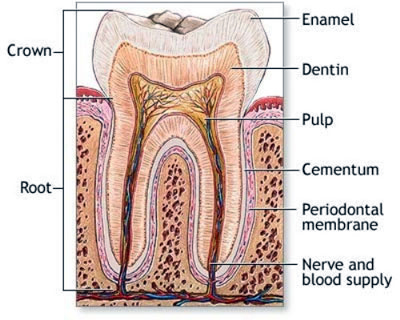 Enamel
Crown
Dentin
Pulp
Cementum
Root
Periodontal
membrane
Nerve and
blood supply